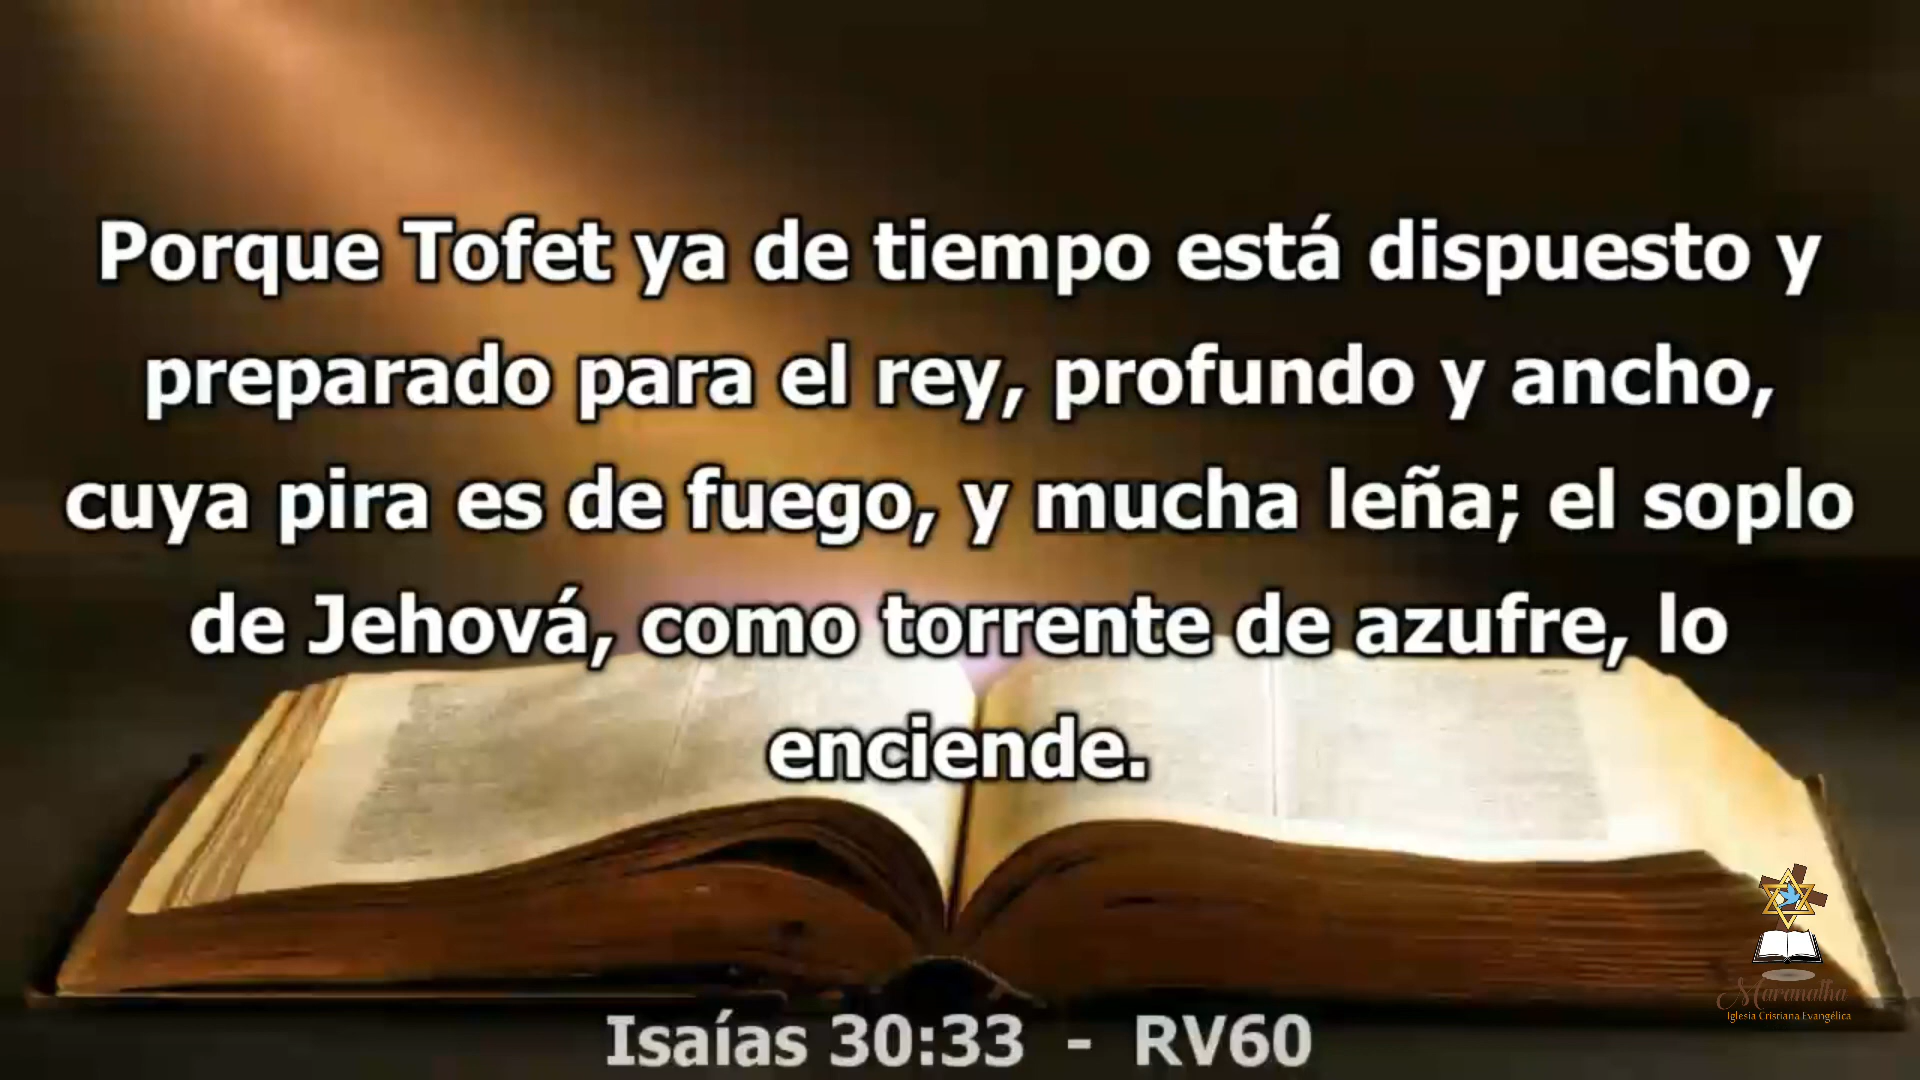 Porque Tofet ya de tiempo está dispuesto y
preparado para el rey, profundo y ancho,
cuya pira es de fuego, y mucha leña; el soplo
de Jehová, como torrente de azufre, lo
enciende.
Maranatha
Iglesia Cristiana Evangélica
Isaías 30:33 - RV60